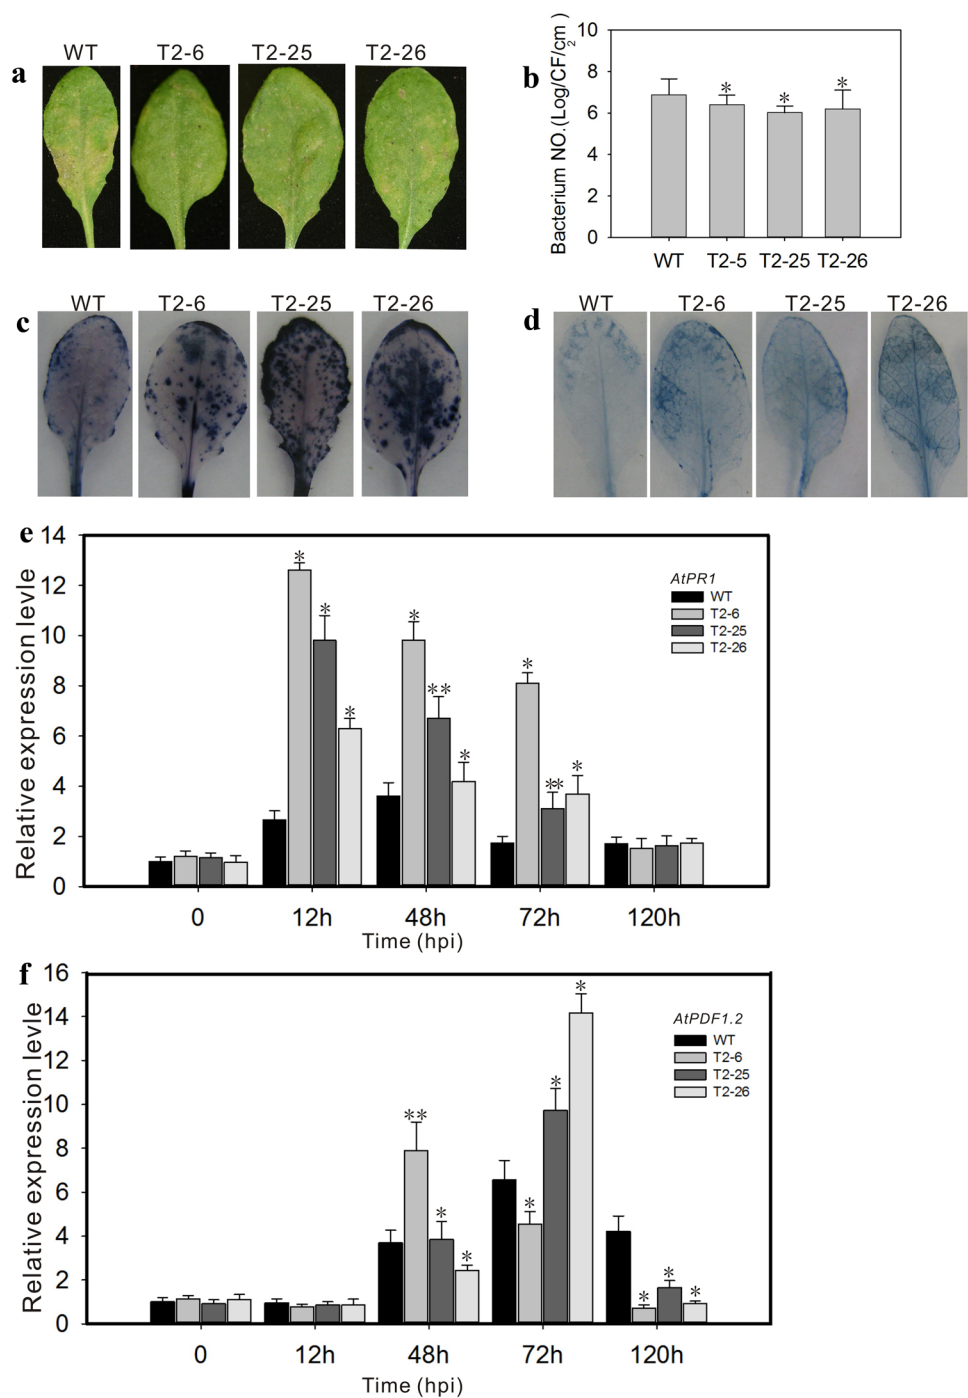 a
WT T2-6 T2-25 T2-26
b
Bacterium NO.(Log/CF/cm2)
10
8
6
4
2
0
* * *
WT T2-5 T2-25 T2-26
c
WT T2-6 T2-25 T2-26
d
WT T2-6 T2-25 T2-26
e
Relative expression levle
14
12
10
8
6
4
2
0
* * *
* ** *
* ** *
AtPR1
WT
T2-6
T2-25
T2-26
0 12h 48h 72h 120h
Time (hpi)
f
Relative expression levle
16
14
12
10
8
6
4
2
0
** * *
* * *
* * *
AtPDF1.2
WT
T2-6
T2-25
T2-26
0 12h 48h 72h 120h
Time (hpi)